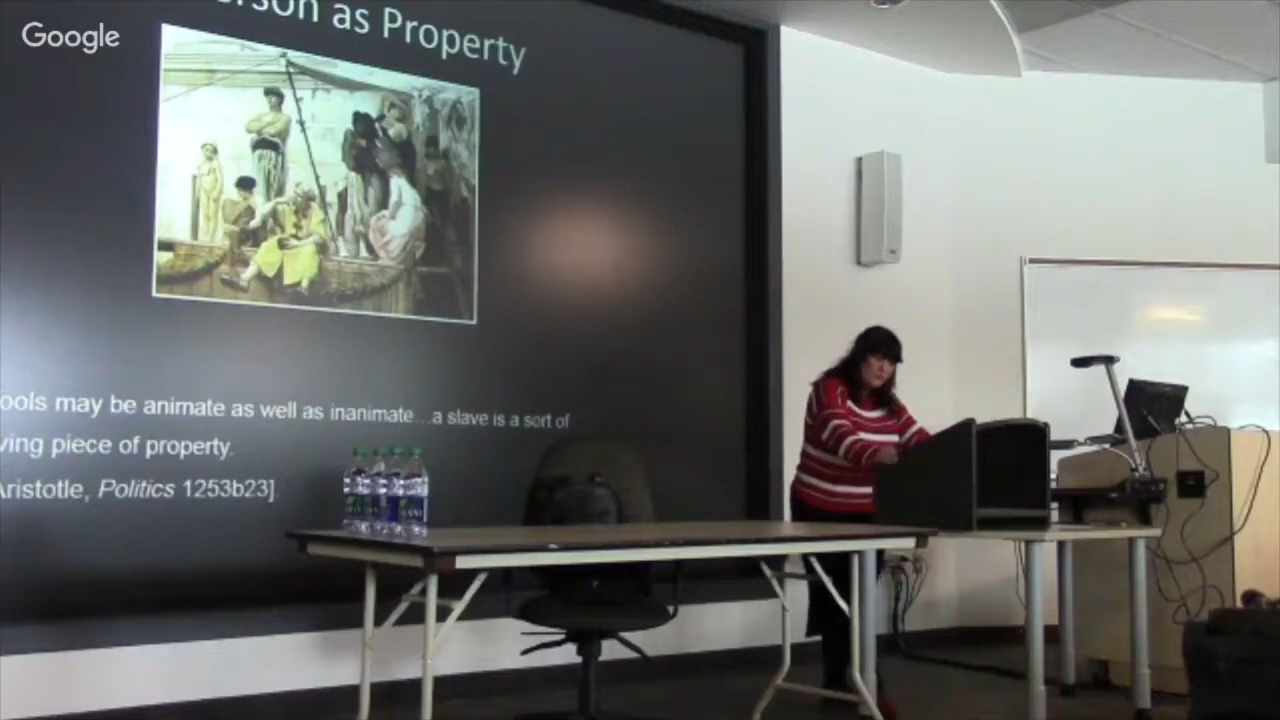 Google
erson as Property
ools may be animate as well as inanimate...a slave is a sort of
ving piece of property.
Aristotle, Politics 1253b23].